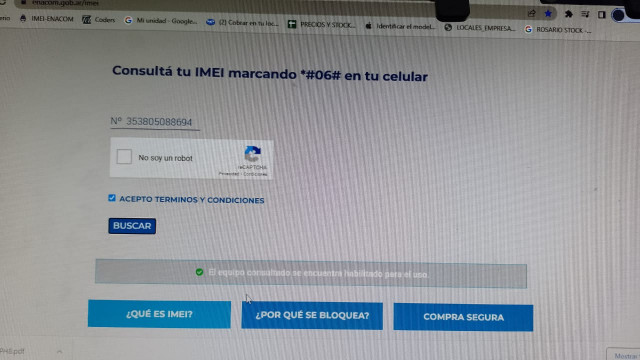 enacom.gob.ar/imei
IMEI-ENACOM
Coders
Mi unidad - Google...
(2) Cobrar en tu loc...
PRECIOS Y STOCK...
Identificar el model...
LOCALES_EMPRESA...
ROSARIO STOCK -...
Consultá tu IMEI marcando *#06# en tu celular
Nº 353805088694
No soy un robot
reCAPTCHA
Privacidad - Condiciones
ACEPTO TERMINOS Y CONDICIONES
BUSCAR
El equipo consultado se encuentra habilitado para el uso.
¿QUÉ ES IMEI?
¿POR QUÉ SE BLOQUEA?
COMPRA SEGURA
Mostrar